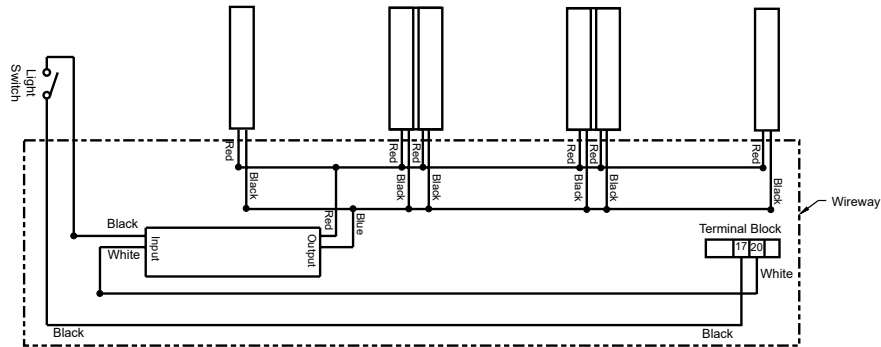 Light
Switch
Red
Black
Red
Red
Black
Black
Red
Red
Black
Black
Red
Black
Wireway
Black
White
Input
Output
Red
Blue
Terminal Block
17 20
White
Black
Black